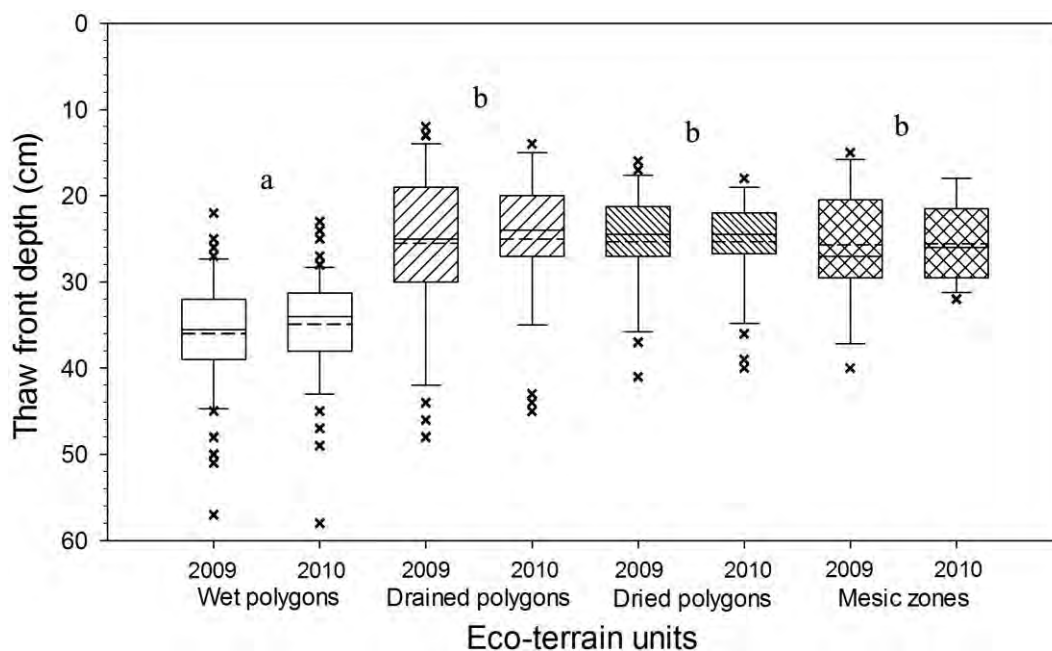 0
10
20
30
40
50
60
Thaw front depth (cm)
a
b
b
b
2009 2010 2009 2010 2009 2010 2009 2010
Wet polygons Drained polygons Dried polygons Mesic zones
Eco-terrain units